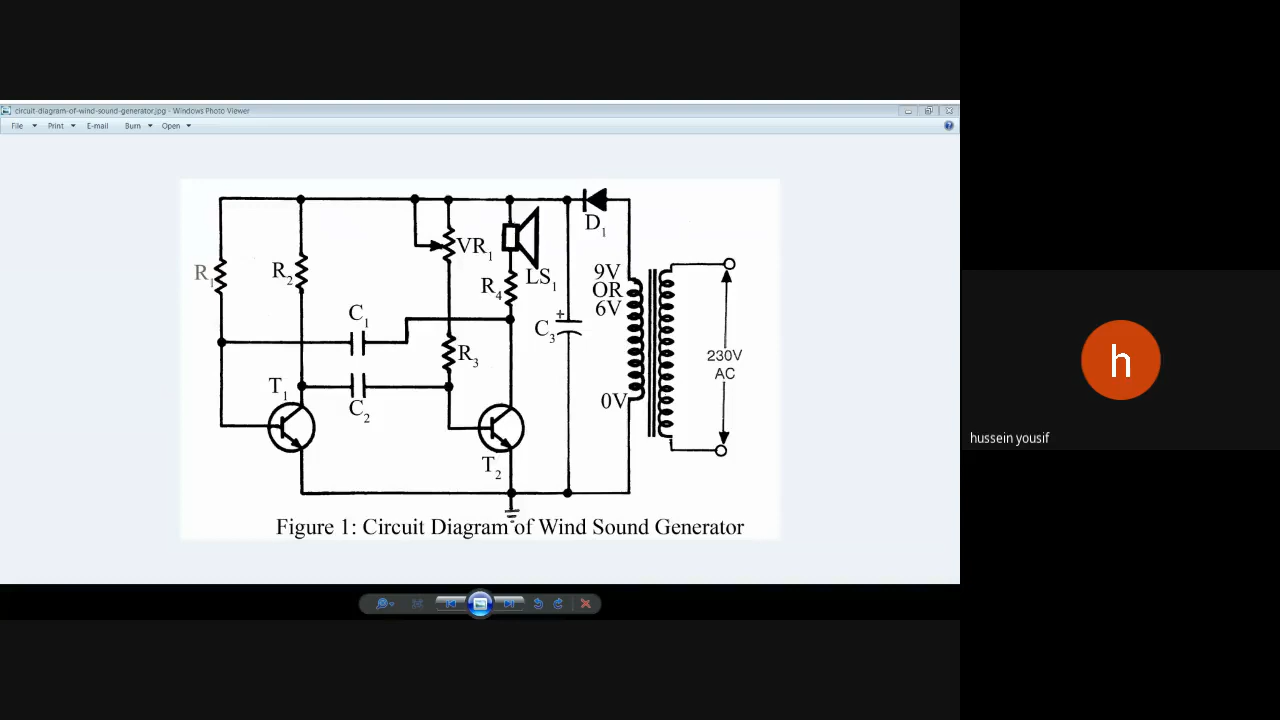 circuit-diagram-of-wind-sound-generator.jpg - Windows Photo Viewer
File Print E-mail Burn Open
R1
R2
VR1
LS1
D1
R4
C1
C3
+
9V
OR
6V
230V
AC
R3
T1
C2
0V
T2
Figure 1: Circuit Diagram of Wind Sound Generator
h
hussein yousif